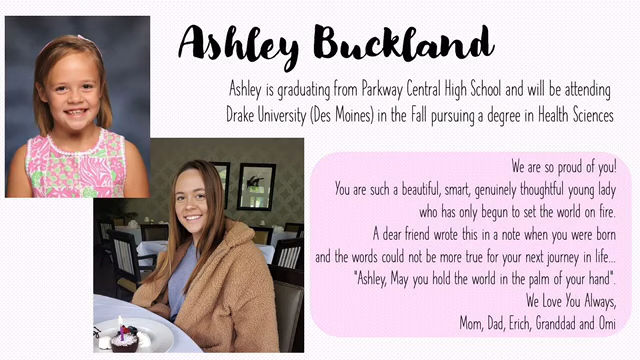 Ashley Buckland
Ashley is graduating from Parkway Central High School and will be attending
Drake University (Des Moines) in the Fall pursuing a degree in Health Sciences
We are so proud of you!
You are such a beautiful, smart, genuinely thoughtful young lady
who has only begun to set the world on fire.
A dear friend wrote this in a note when you were born
and the words could not be more true for your next journey in life...
"Ashley, May you hold the world in the palm of your hand".
We Love You Always,
Mom, Dad, Erich, Granddad and Omi